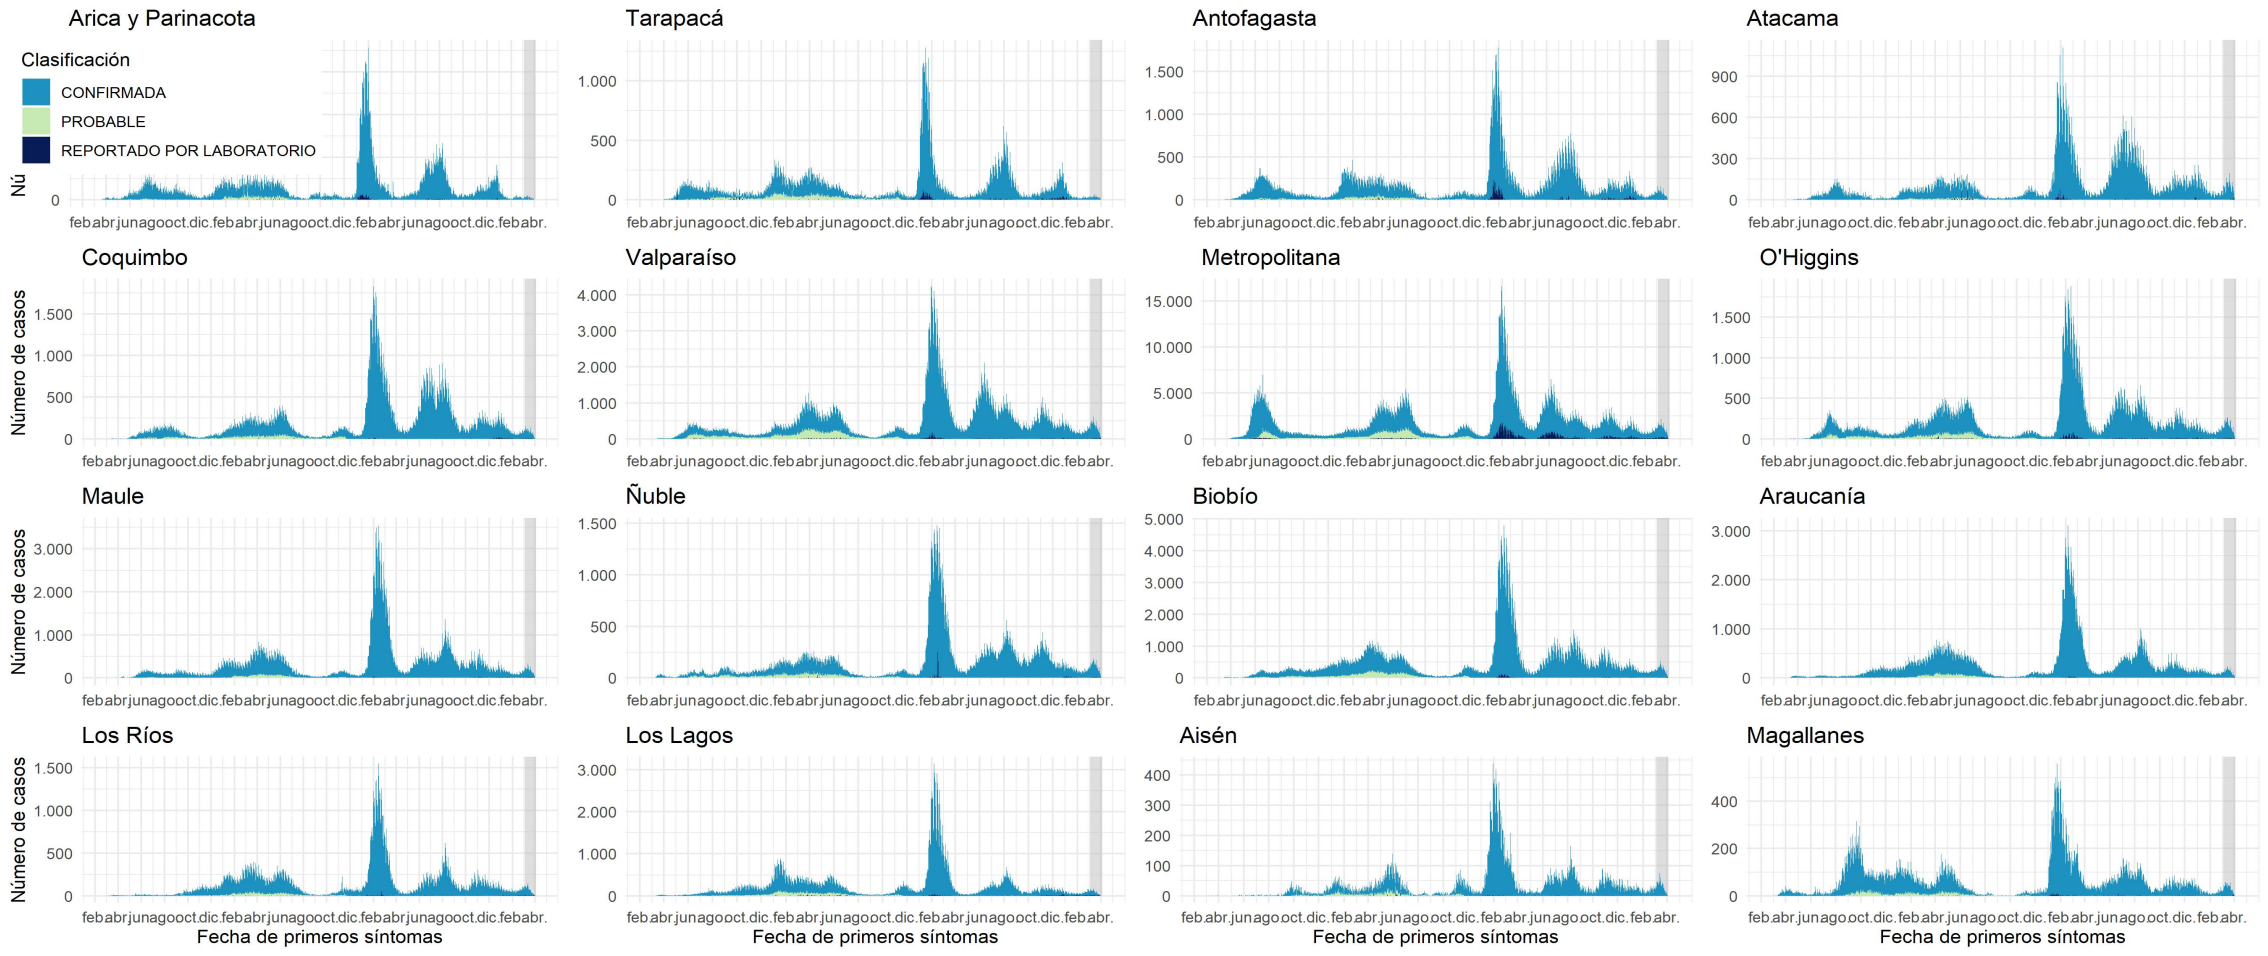 Arica y Parinacota
Clasificación
CONFIRMADA
PROBABLE
REPORTADO POR LABORATORIO
Nú
0
feb.abr.jun.ago.oct.dic.feb.abr.jun.ago.oct.dic.feb.abr.jun.ago.oct.dic.feb.abr.
Tarapacá
1.000
500
0
feb.abr.jun.ago.oct.dic.feb.abr.jun.ago.oct.dic.feb.abr.jun.ago.oct.dic.feb.abr.
Antofagasta
1.500
1.000
500
0
feb.abr.jun.ago.oct.dic.feb.abr.jun.ago.oct.dic.feb.abr.jun.ago.oct.dic.feb.abr.
Atacama
900
600
300
0
feb.abr.jun.ago.oct.dic.feb.abr.jun.ago.oct.dic.feb.abr.jun.ago.oct.dic.feb.abr.
Coquimbo
Número de casos
1.500
1.000
500
0
feb.abr.jun.ago.oct.dic.feb.abr.jun.ago.oct.dic.feb.abr.jun.ago.oct.dic.feb.abr.
Valparaíso
4.000
3.000
2.000
1.000
0
feb.abr.jun.ago.oct.dic.feb.abr.jun.ago.oct.dic.feb.abr.jun.ago.oct.dic.feb.abr.
Metropolitana
15.000
10.000
5.000
0
feb.abr.jun.ago.oct.dic.feb.abr.jun.ago.oct.dic.feb.abr.jun.ago.oct.dic.feb.abr.
O'Higgins
1.500
1.000
500
0
feb.abr.jun.ago.oct.dic.feb.abr.jun.ago.oct.dic.feb.abr.jun.ago.oct.dic.feb.abr.
Maule
Número de casos
3.000
2.000
1.000
0
feb.abr.jun.ago.oct.dic.feb.abr.jun.ago.oct.dic.feb.abr.jun.ago.oct.dic.feb.abr.
Ñuble
1.500
1.000
500
0
feb.abr.jun.ago.oct.dic.feb.abr.jun.ago.oct.dic.feb.abr.jun.ago.oct.dic.feb.abr.
Biobío
5.000
4.000
3.000
2.000
1.000
0
feb.abr.jun.ago.oct.dic.feb.abr.jun.ago.oct.dic.feb.abr.jun.ago.oct.dic.feb.abr.
Araucanía
3.000
2.000
1.000
0
feb.abr.jun.ago.oct.dic.feb.abr.jun.ago.oct.dic.feb.abr.jun.ago.oct.dic.feb.abr.
Los Ríos
Número de casos
1.500
1.000
500
0
feb.abr.jun.ago.oct.dic.feb.abr.jun.ago.oct.dic.feb.abr.jun.ago.oct.dic.feb.abr.
Fecha de primeros síntomas
Los Lagos
3.000
2.000
1.000
0
feb.abr.jun.ago.oct.dic.feb.abr.jun.ago.oct.dic.feb.abr.jun.ago.oct.dic.feb.abr.
Fecha de primeros síntomas
Aisén
400
300
200
100
0
feb.abr.jun.ago.oct.dic.feb.abr.jun.ago.oct.dic.feb.abr.jun.ago.oct.dic.feb.abr.
Fecha de primeros síntomas
Magallanes
400
200
0
feb.abr.jun.ago.oct.dic.feb.abr.jun.ago.oct.dic.feb.abr.jun.ago.oct.dic.feb.abr.
Fecha de primeros síntomas